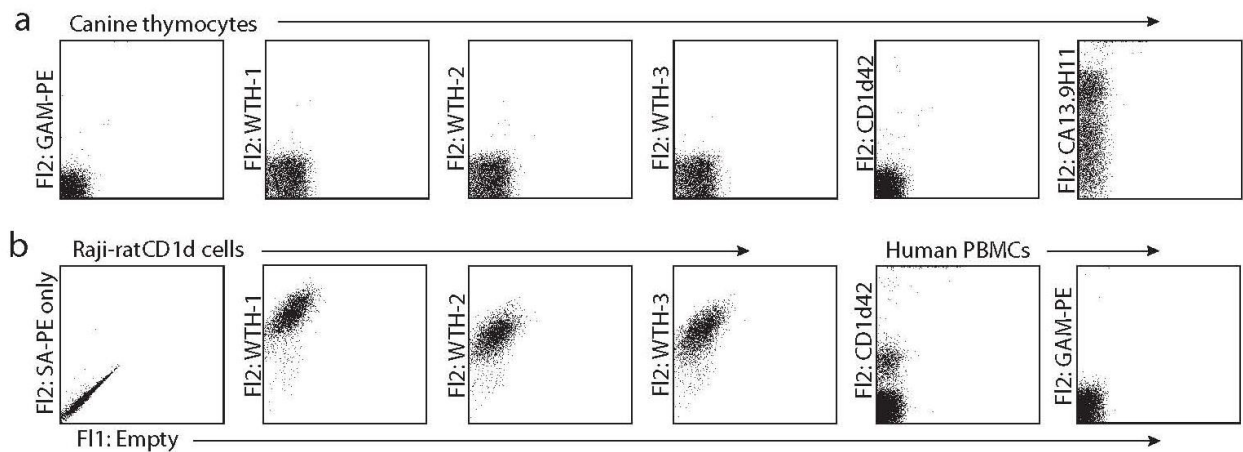 a
Canine thymocytes
Fl2: GAM-PE
Fl2: WTH-1
Fl2: WTH-2
Fl2: WTH-3
Fl2: CD1d42
Fl2: CA13.9H11
b
Raji-ratCD1d cells
Human PBMCs
Fl2: SA-PE only
Fl2: WTH-1
Fl2: WTH-2
Fl2: WTH-3
Fl2: CD1d42
Fl2: GAM-PE
Fl1: Empty